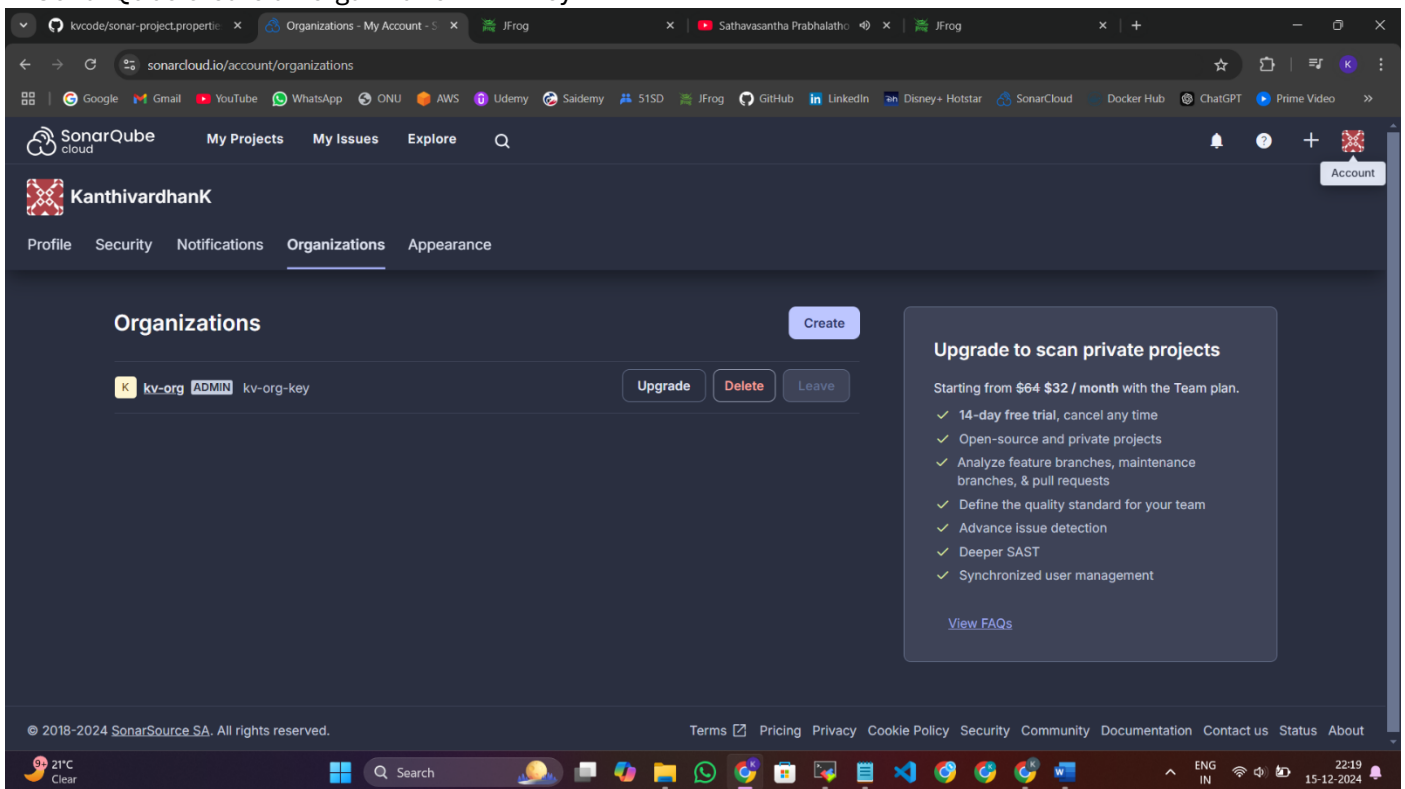 kvcode/sonar-project.propertie
Organizations - My Account - S
JFrog
Sathavasantha Prabhalatho
JFrog
sonarcloud.io/account/organizations
K
Google
Gmail
YouTube
WhatsApp
ONU
AWS
Udemy
Saidemy
51SD
JFrog
GitHub
LinkedIn
Disney+ Hotstar
SonarCloud
Docker Hub
ChatGPT
Prime Video
SonarQube cloud
My Projects
My Issues
Explore
Account
KanthivardhanK
Profile
Security
Notifications
Organizations
Appearance
Organizations
Create
K kv-org ADMIN kv-org-key
Upgrade
Delete
Leave
Upgrade to scan private projects
Starting from $64 $32 / month with the Team plan.
14-day free trial, cancel any time
Open-source and private projects
Analyze feature branches, maintenance
branches, & pull requests
Define the quality standard for your team
Advance issue detection
Deeper SAST
Synchronized user management
View FAQs
© 2018-2024 SonarSource SA. All rights reserved.
Terms Pricing Privacy Cookie Policy Security Community Documentation Contact us Status About
9+
21°C
Clear
Search
ENG
IN
22:19
15-12-2024